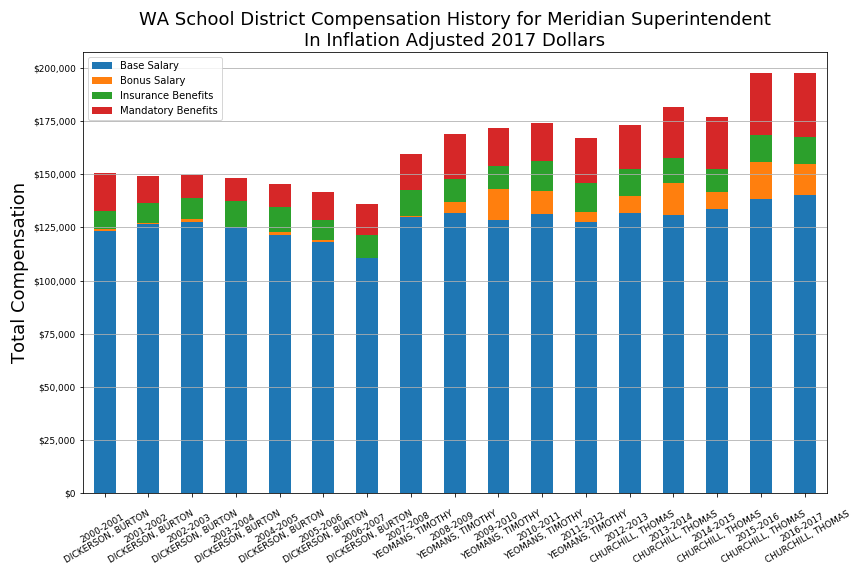 WA School District Compensation History for Meridian Superintendent
In Inflation Adjusted 2017 Dollars
Base Salary
Bonus Salary
Insurance Benefits
Mandatory Benefits
Total Compensation
$200,000
$175,000
$150,000
$125,000
$100,000
$75,000
$50,000
$25,000
$0
2000-2001
DICKERSON, BURTON
2001-2002
DICKERSON, BURTON
2002-2003
DICKERSON, BURTON
2003-2004
DICKERSON, BURTON
2004-2005
DICKERSON, BURTON
2005-2006
DICKERSON, BURTON
2006-2007
DICKERSON, BURTON
2007-2008
YEOMANS, TIMOTHY
2008-2009
YEOMANS, TIMOTHY
2009-2010
YEOMANS, TIMOTHY
2010-2011
YEOMANS, TIMOTHY
2011-2012
YEOMANS, TIMOTHY
2012-2013
CHURCHILL, THOMAS
2013-2014
CHURCHILL, THOMAS
2014-2015
CHURCHILL, THOMAS
2015-2016
CHURCHILL, THOMAS
2016-2017
CHURCHILL, THOMAS